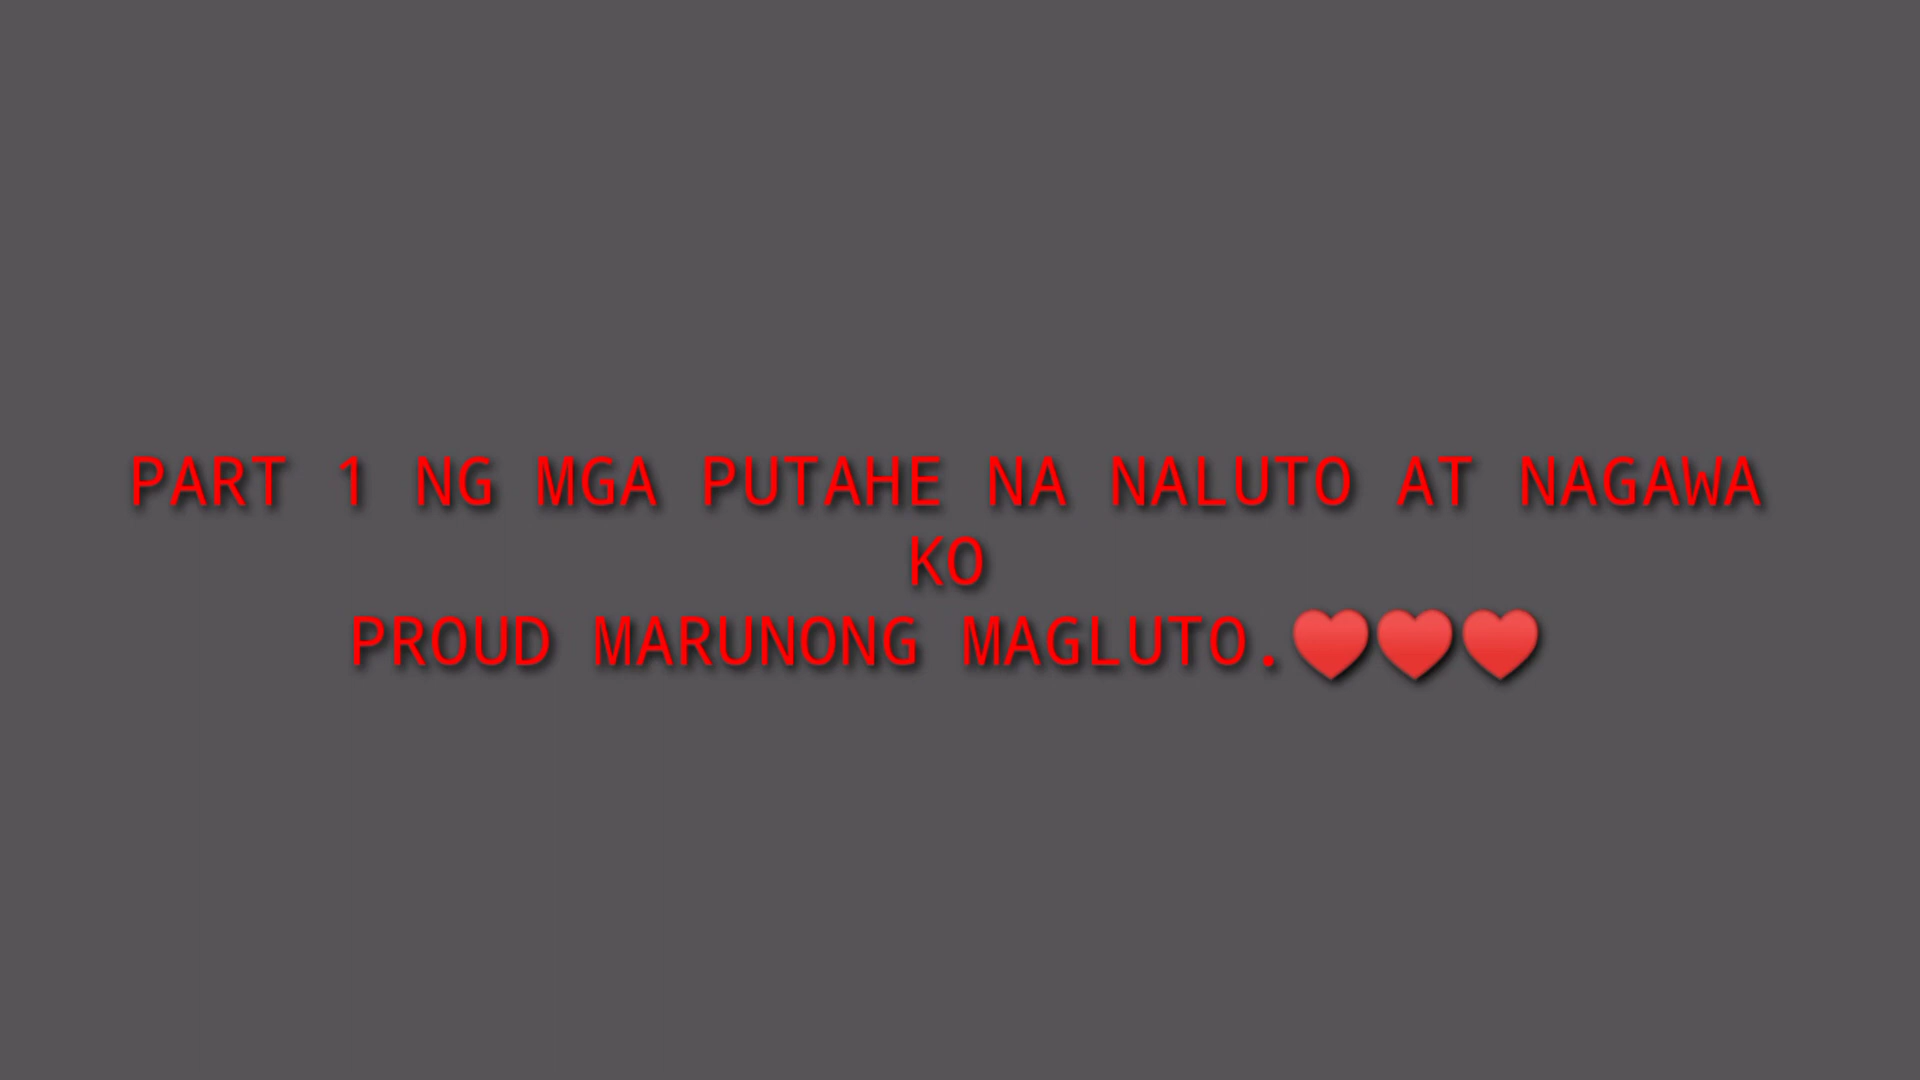 PART 1 NG MGA PUTAHE NA NALUTO AT NAGAWA
KO
PROUD MARUNONG MAGLUTO.♥️♥️♥️